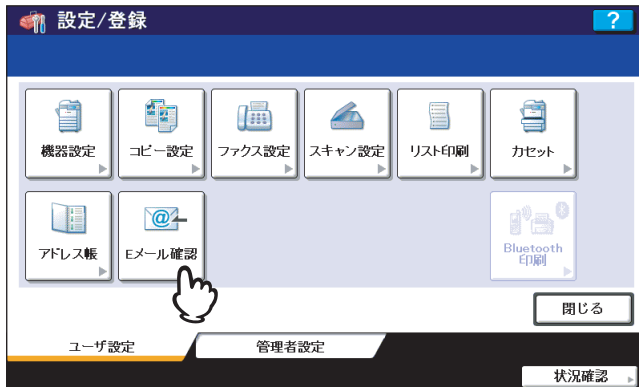 設定/登録
?
機器設定
コピー設定
ファクス設定
スキャン設定
リスト印刷
カセット
アドレス帳
@
Eメール確認
Bluetooth
印刷
閉じる
ユーザ設定
管理者設定
状況確認